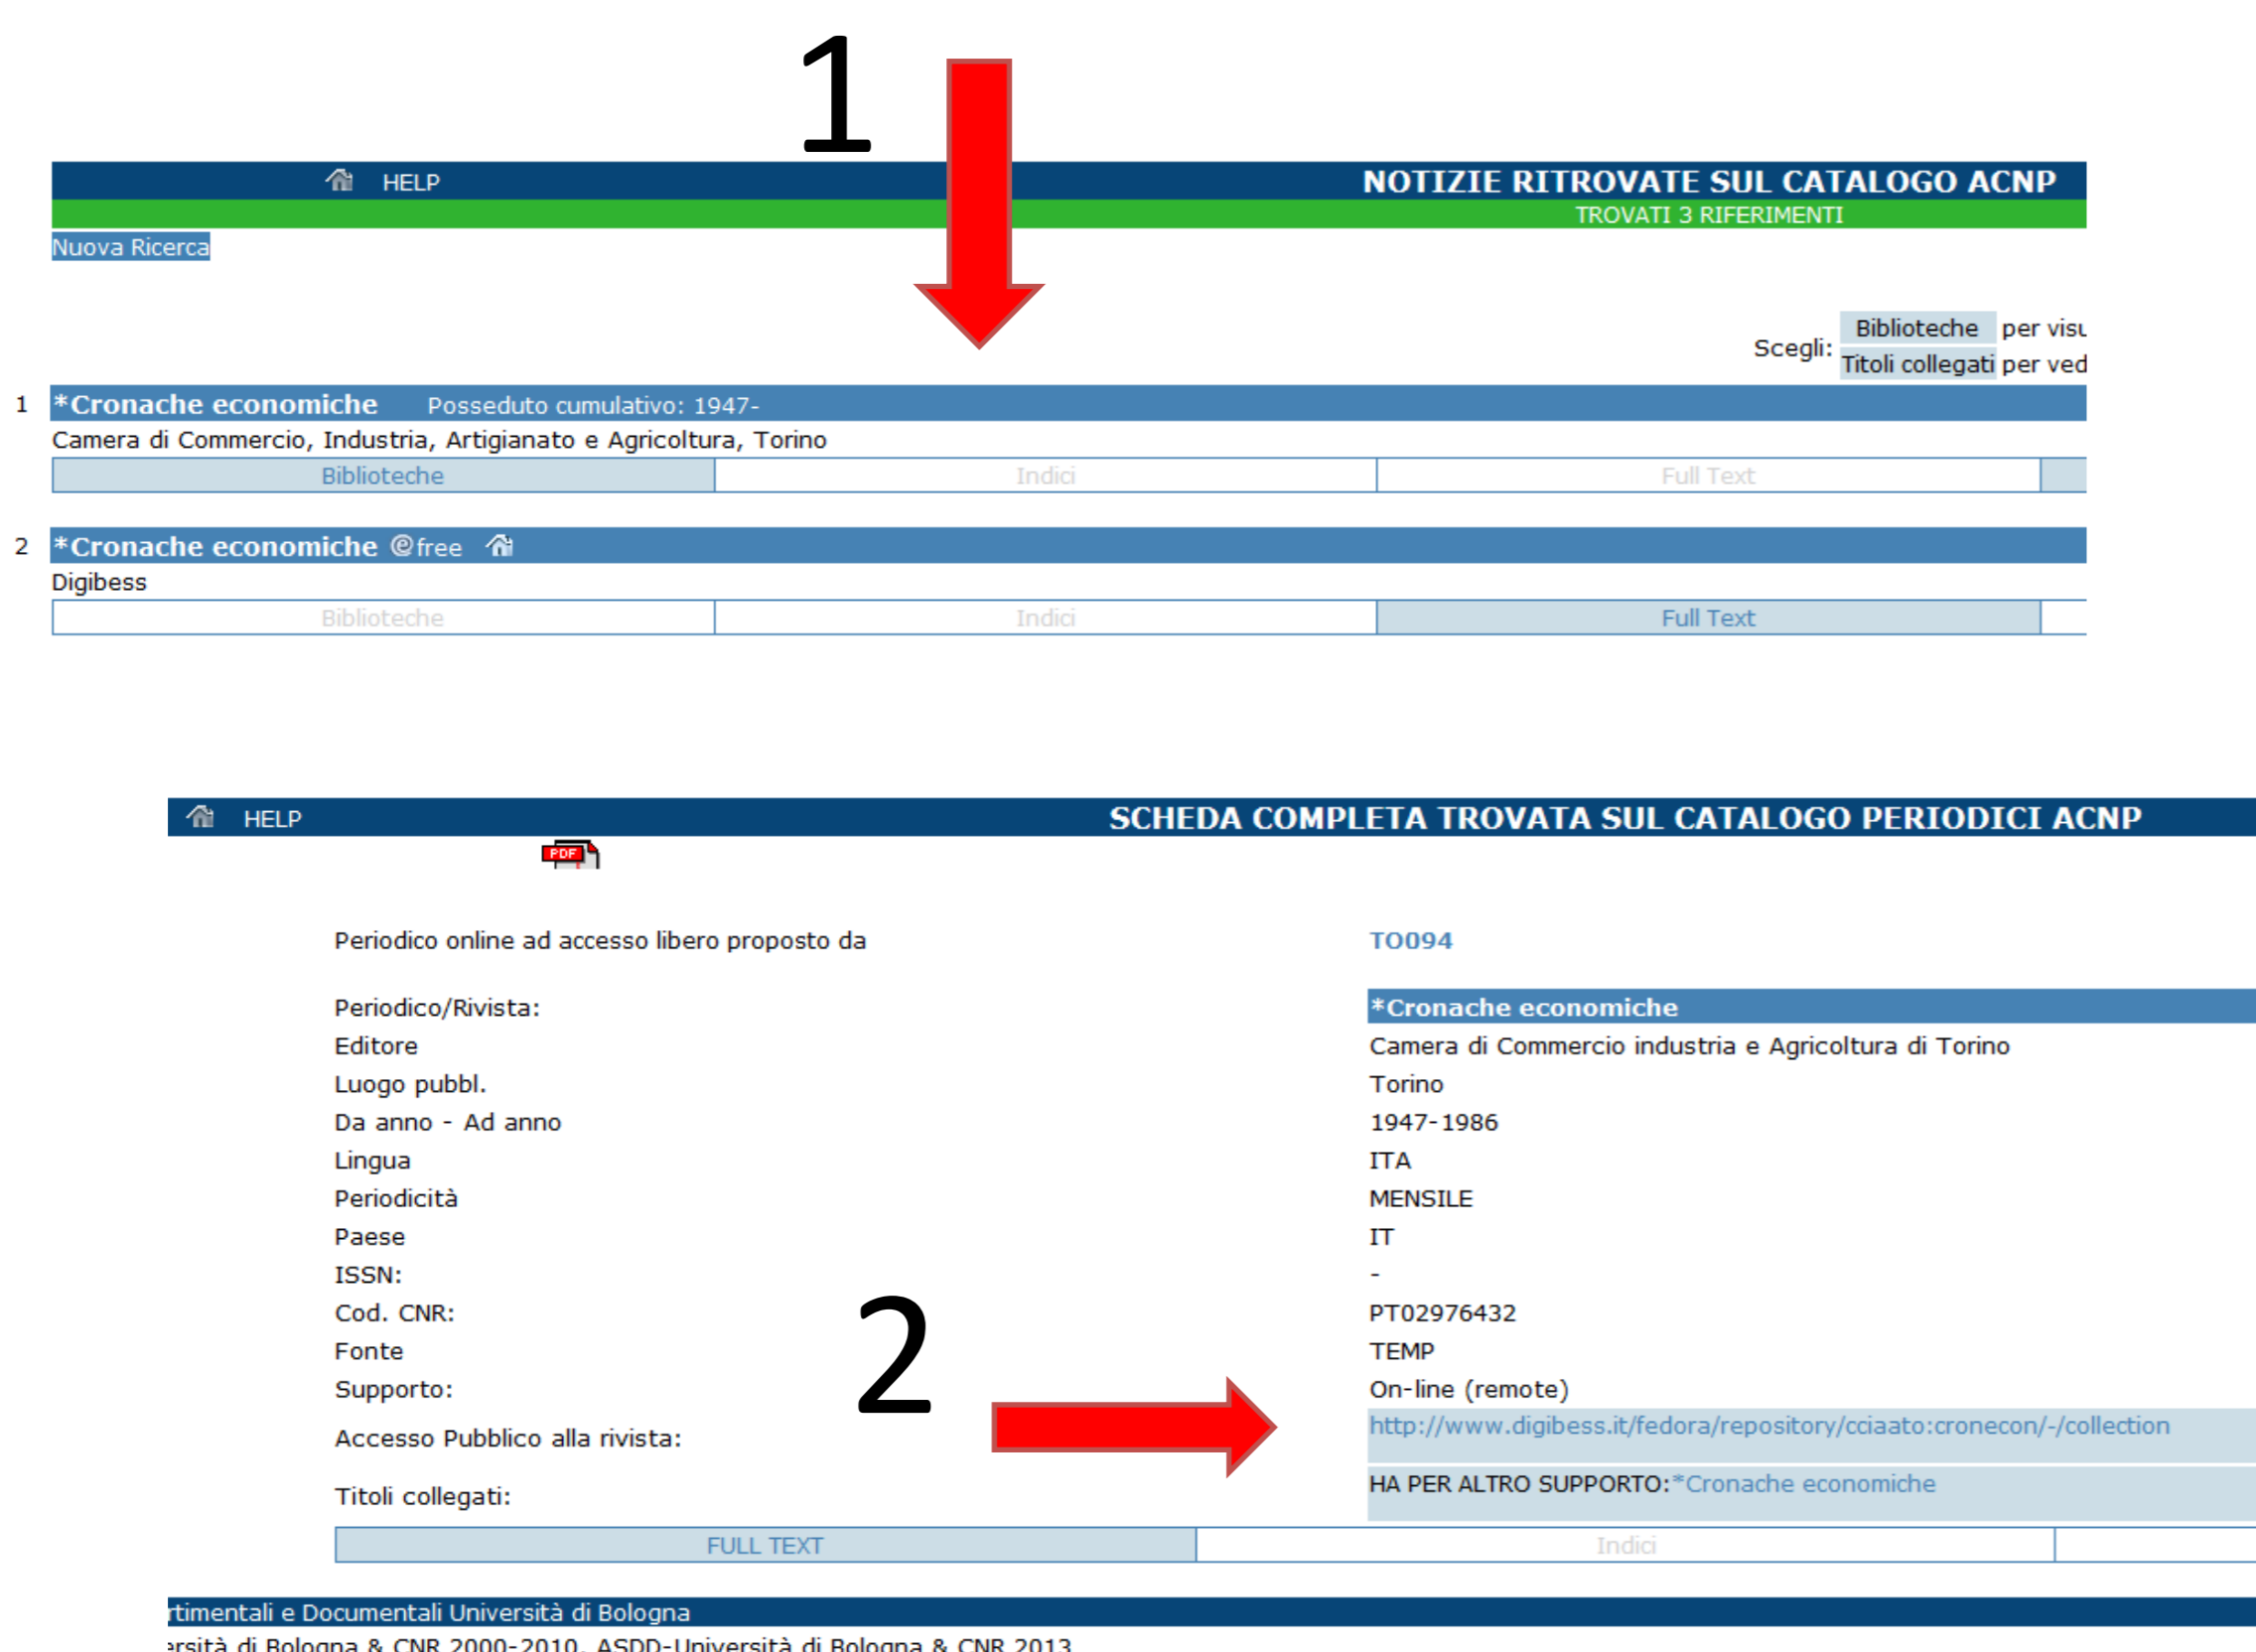 1
HELP NOTIZIE RITROVATE SUL CATALOGO ACNP
TROVATI 3 RIFERIMENTI
Nuova Ricerca
Scegli: Biblioteche per visu
Titoli collegati per ved
1 *Cronache economiche Posseduto cumulativo: 1947-
Camera di Commercio, Industria, Artigianato e Agricoltura, Torino
Biblioteche Indici Full Text
2 *Cronache economiche @free
Digibess
Biblioteche Indici Full Text
HELP SCHEDA COMPLETA TROVATA SUL CATALOGO PERIODICI ACNP
PDF
Periodico online ad accesso libero proposto da TO094
Periodico/Rivista: *Cronache economiche
Editore Camera di Commercio industria e Agricoltura di Torino
Luogo pubbl. Torino
Da anno - Ad anno 1947-1986
Lingua ITA
Periodicità MENSILE
Paese IT
ISSN: -
Cod. CNR: PT02976432
Fonte TEMP
Supporto: On-line (remote)
2
Accesso Pubblico alla rivista: http://www.digibess.it/fedora/repository/cciaato:cronecon/-/collection
Titoli collegati: HA PER ALTRO SUPPORTO:*Cronache economiche
FULL TEXT Indici
rtimentali e Documentali Università di Bologna
ersità di Bologna & CNR 2000-2010, ASDD-Università di Bologna & CNR 2013